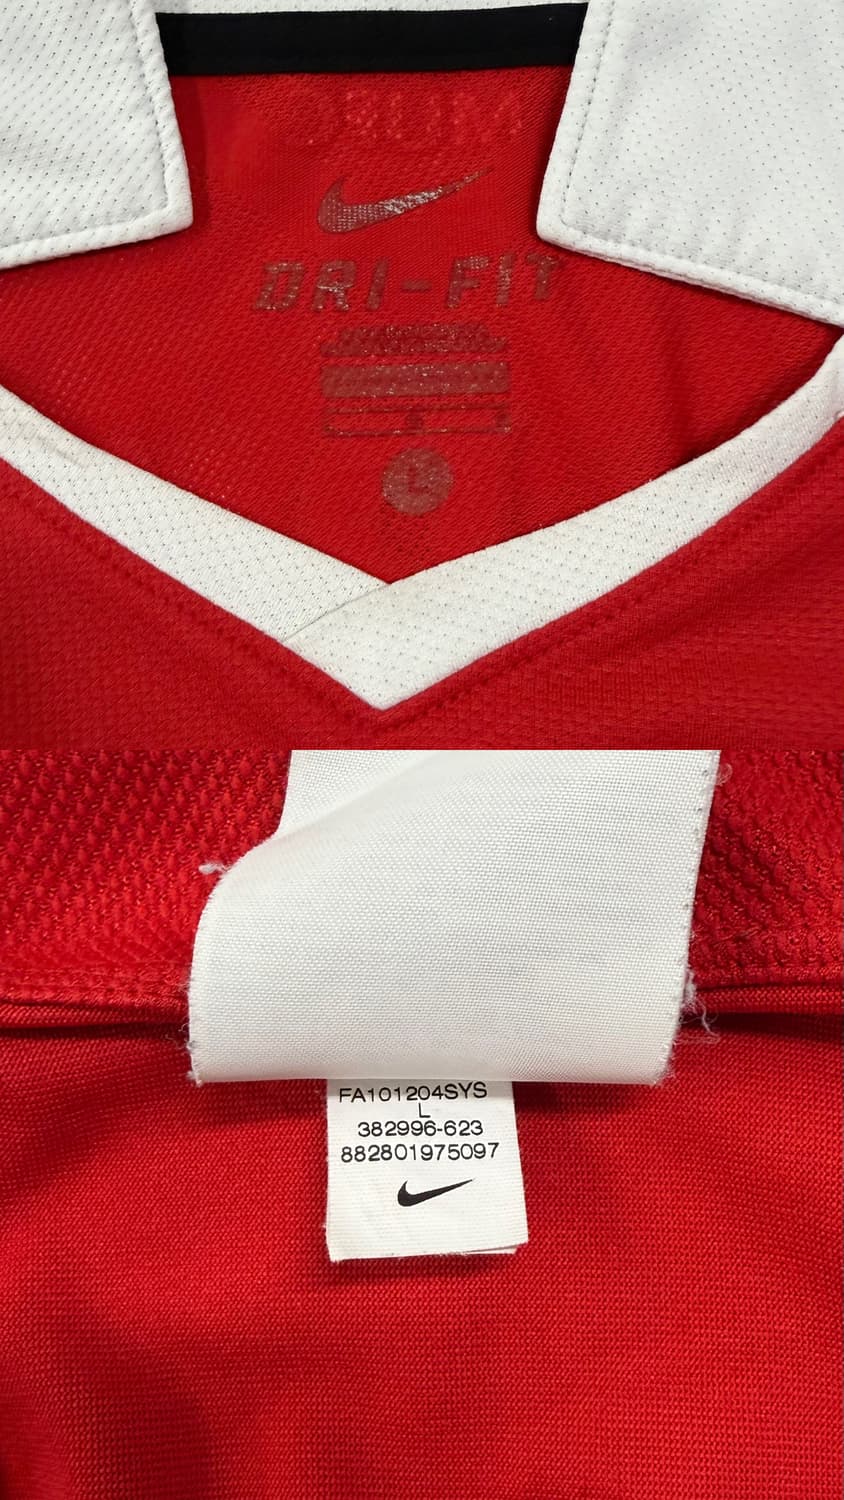 DRI-FIT
L
FA101204SYS
L
382996-623
882801975097